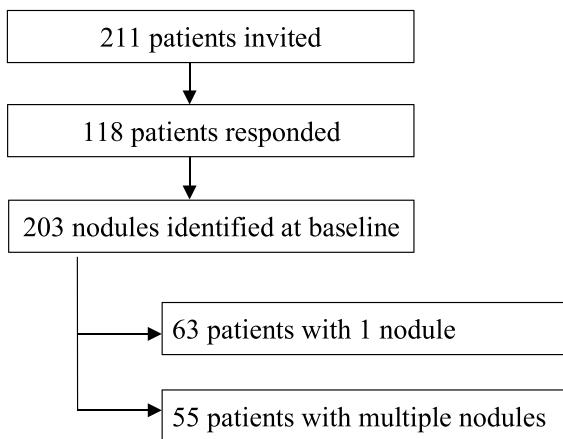 211 patients invited
118 patients responded
203 nodules identified at baseline
63 patients with 1 nodule
55 patients with multiple nodules